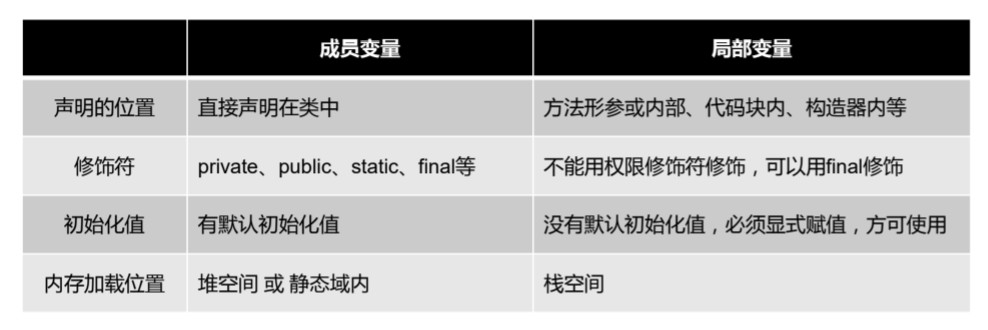 成员变量 局部变量
声明的位置 直接声明在类中 方法形参或内部、代码块内、构造器内等
修饰符 private、public、static、final等 不能用权限修饰符修饰，可以用final修饰
初始化值 有默认初始化值 没有默认初始化值，必须显式赋值，方可使用
内存加载位置 堆空间 或 静态域内 栈空间